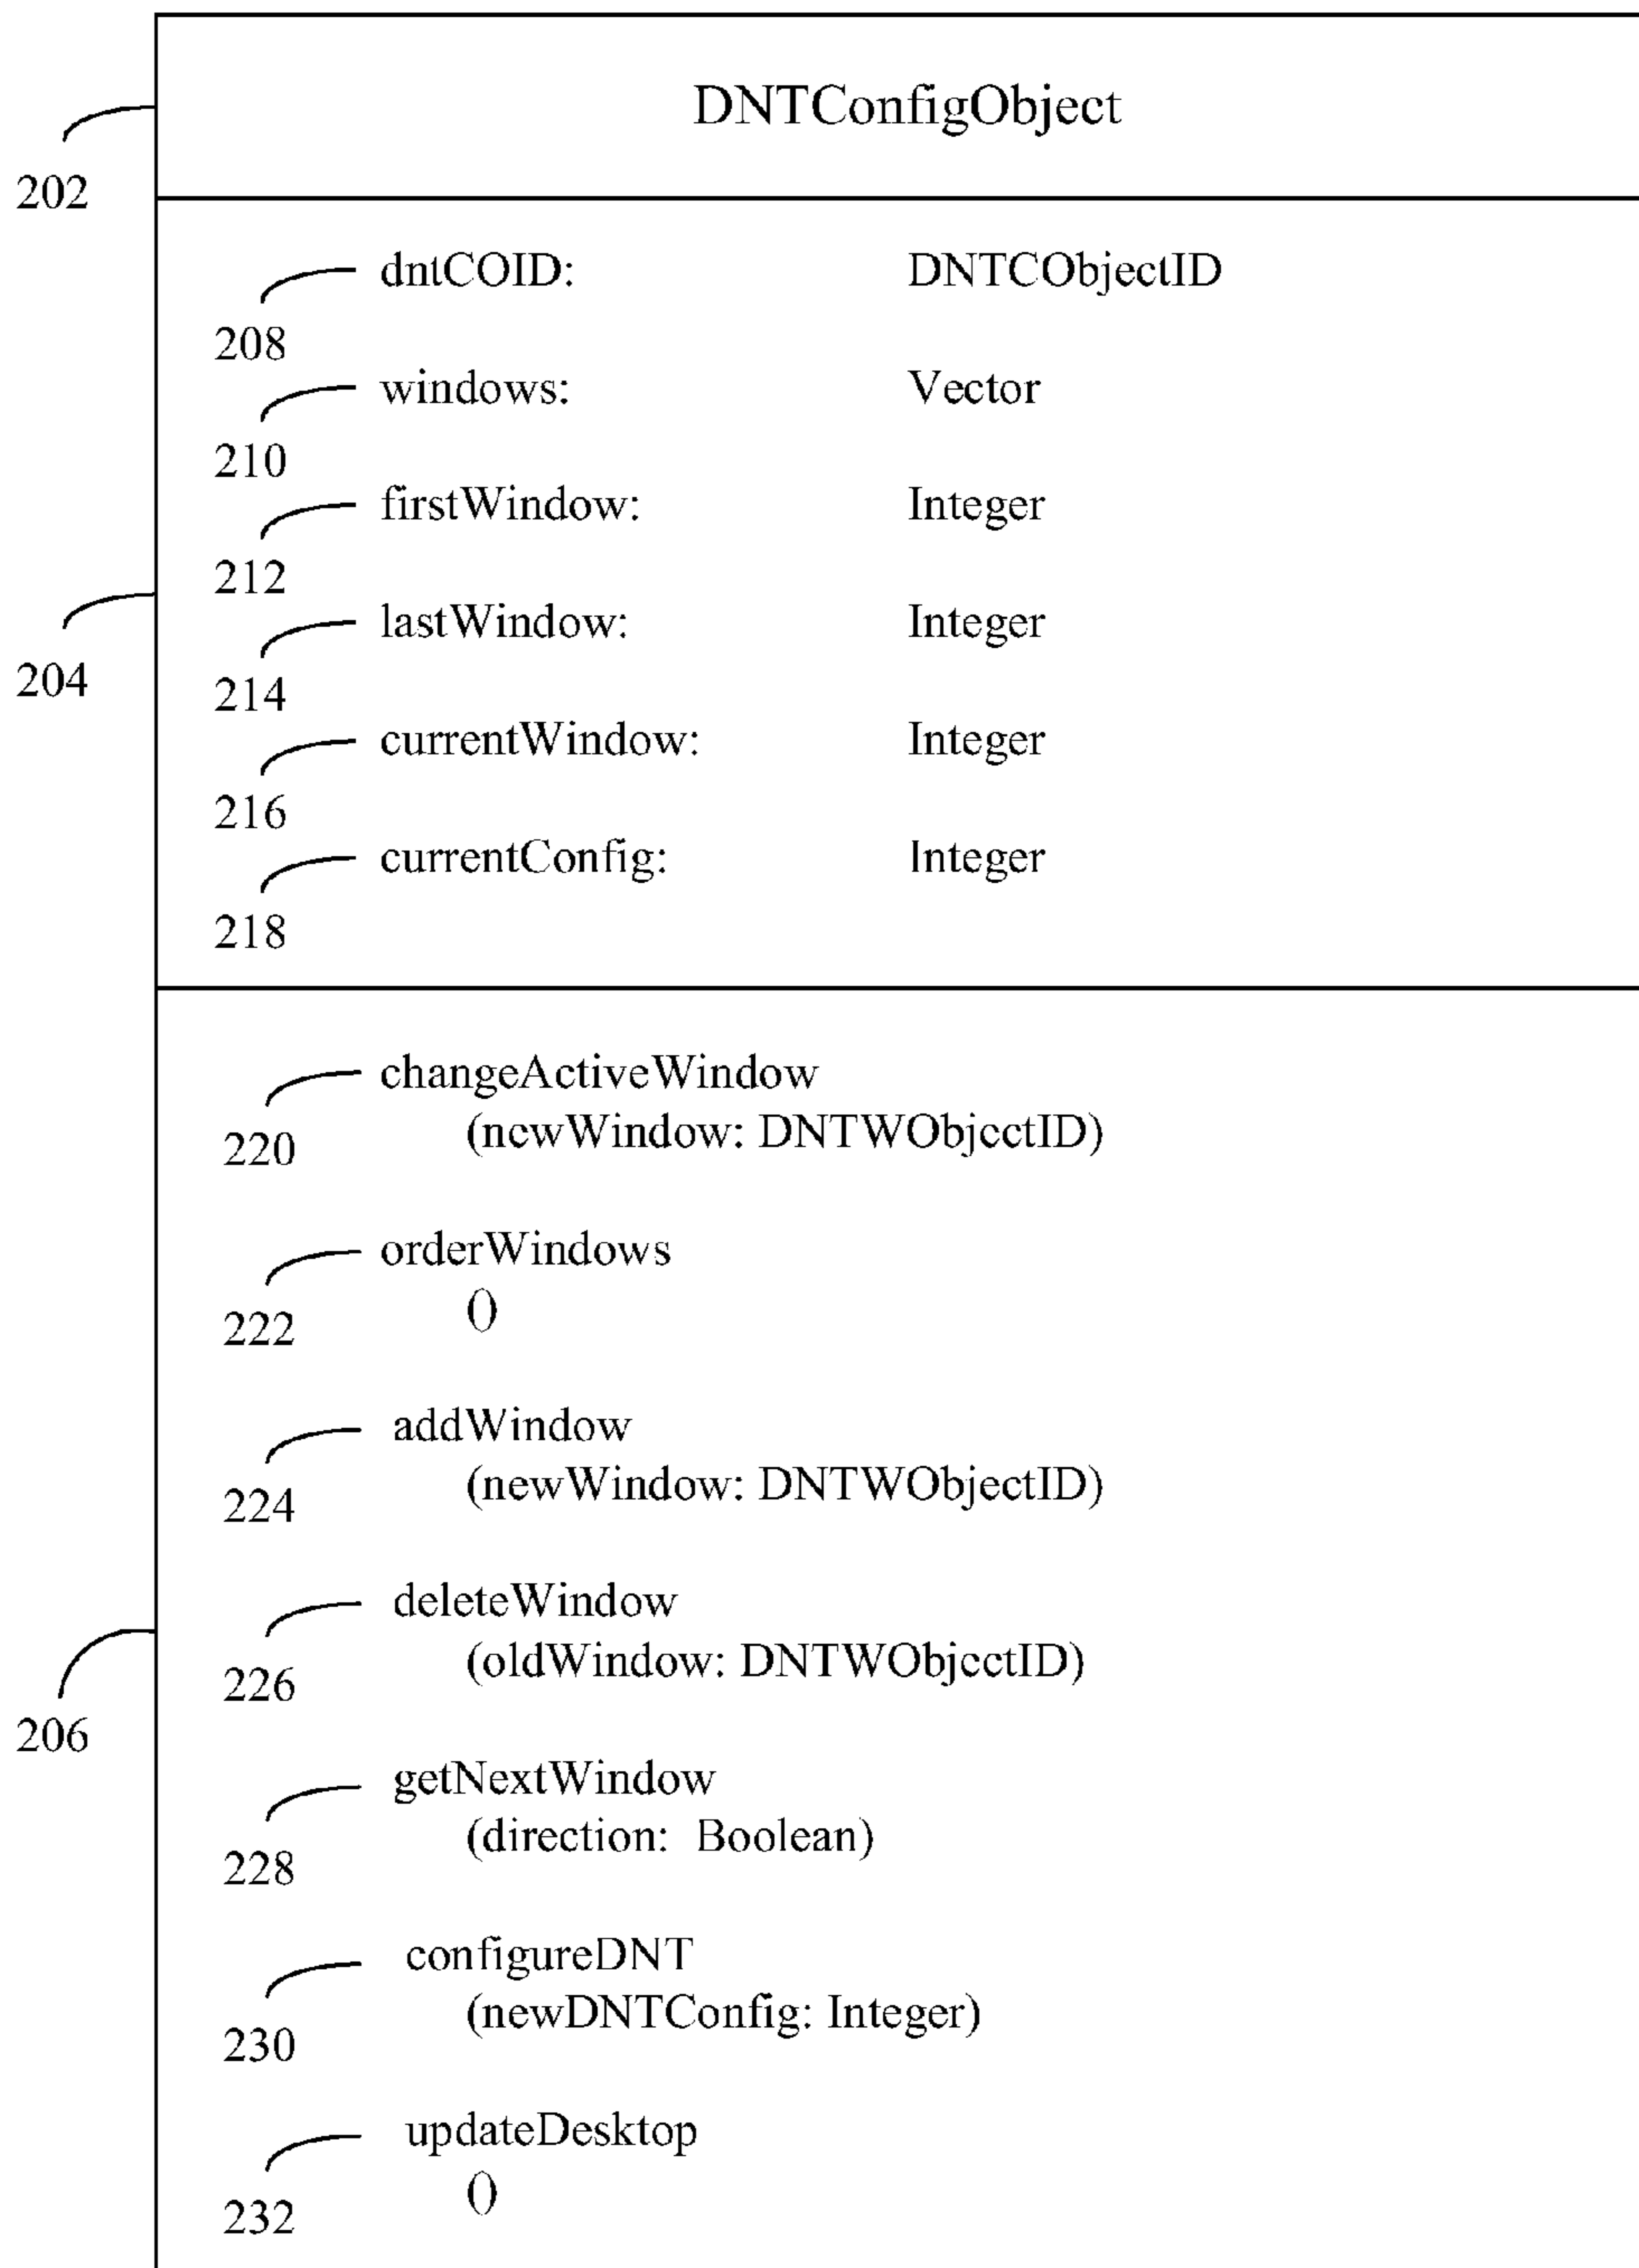 DNTConfigObject
202
dntCOID: DNTCObjectID
208
windows: Vector
210
firstWindow: Integer
212
lastWindow: Integer
204
214
currentWindow: Integer
216
currentConfig: Integer
218
changeActiveWindow
220 (newWindow: DNTWObjectID)
orderWindows
222 ()
addWindow
224 (newWindow: DNTWObjectID)
deleteWindow
226 (oldWindow: DNTWObjectID)
206
getNextWindow
228 (direction: Boolean)
configureDNT
230 (newDNTConfig: Integer)
updateDesktop
232 ()